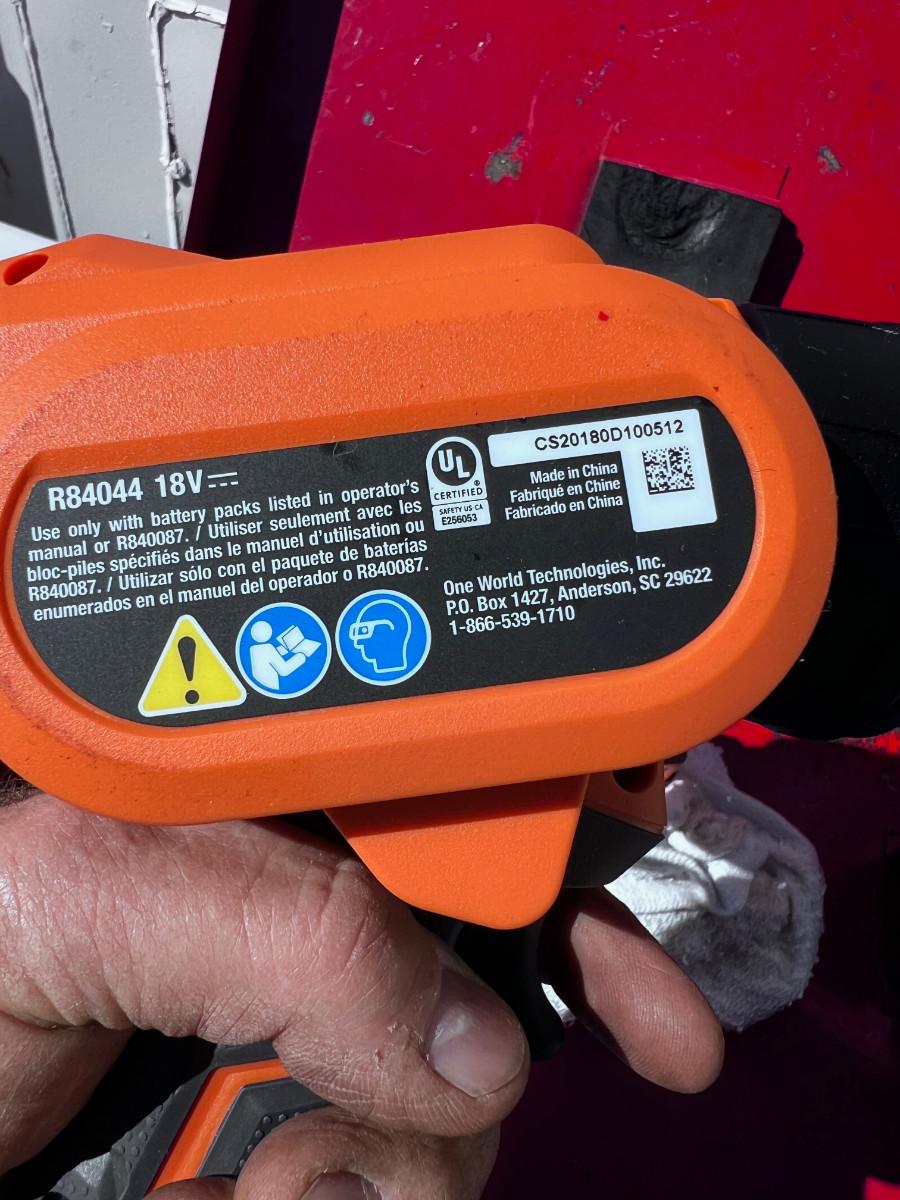 R84044 18V
Use only with battery packs listed in operator's
manual or R840087. / Utiliser seulement avec les
bloc-piles spécifiés dans le manuel d'utilisation ou
R840087. / Utilizar sólo con el paquete de baterías
enumerados en el manual del operador o R840087.
UL
®
CERTIFIED
SAFETY US CA
E256053
CS20180D100512
Made in China
Fabriqué en Chine
Fabricado en China
One World Technologies, Inc.
P.O. Box 1427, Anderson, SC 29622
1-866-539-1710